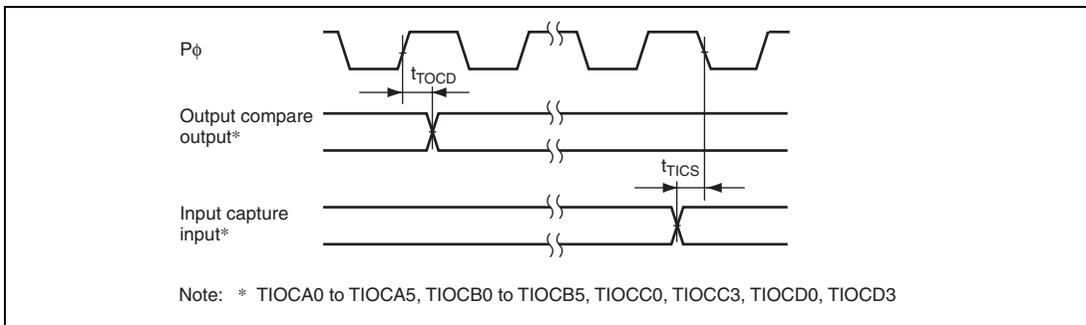 Pϕ
tTOCD
Output compare
output*
tTICS
Input capture
input*
Note: * TIOCA0 to TIOCA5, TIOCB0 to TIOCB5, TIOCC0, TIOCC3, TIOCD0, TIOCD3